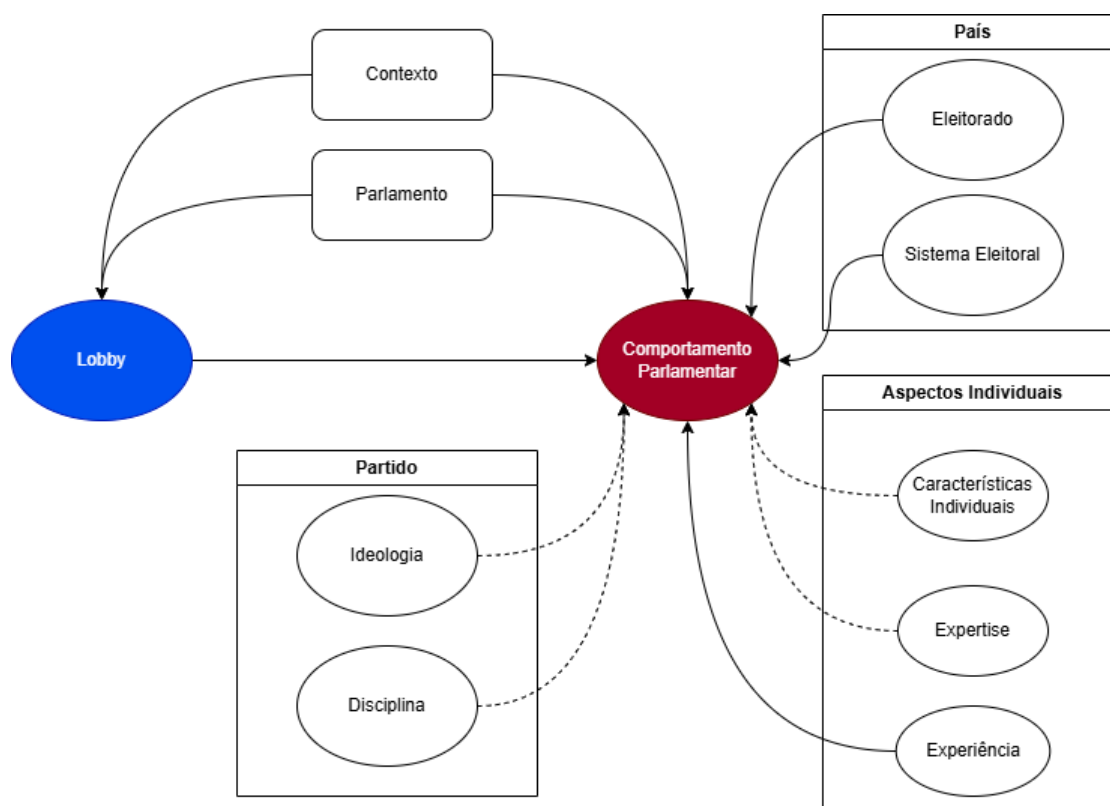 País
Contexto
Eleitorado
Parlamento
Sistema Eleitoral
Lobby
Comportamento
Parlamentar
Aspectos Individuais
Partido
Características
Individuais
Ideologia
Expertise
Disciplina
Experiência